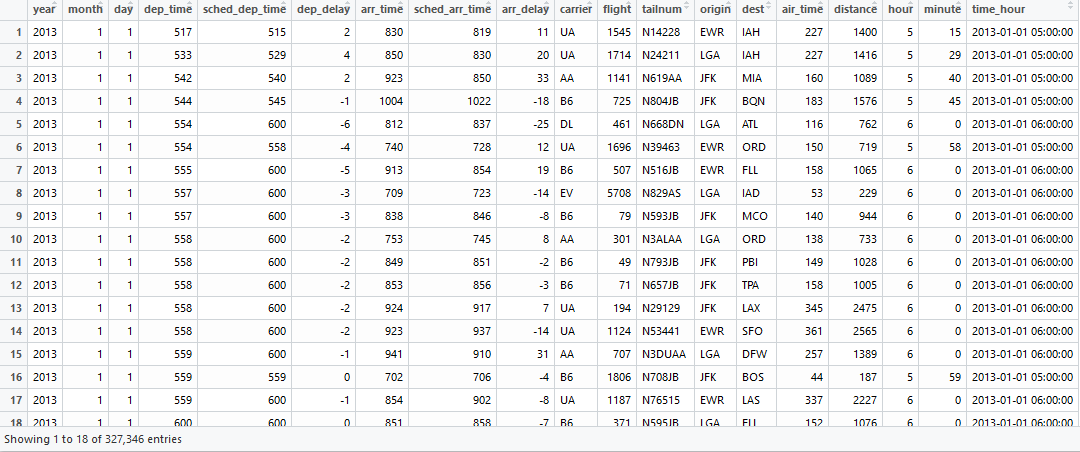 year month day dep_time sched_dep_time dep_delay arr_time sched_arr_time arr_delay carrier flight tailnum origin dest air_time distance hour minute time_hour
1 2013 1 1 517 515 2 830 819 11 UA 1545 N14228 EWR IAH 227 1400 5 15 2013-01-01 05:00:00
2 2013 1 1 533 529 4 850 830 20 UA 1714 N24211 LGA IAH 227 1416 5 29 2013-01-01 05:00:00
3 2013 1 1 542 540 2 923 850 33 AA 1141 N619AA JFK MIA 160 1089 5 40 2013-01-01 05:00:00
4 2013 1 1 544 545 -1 1004 1022 -18 B6 725 N804JB JFK BQN 183 1576 5 45 2013-01-01 05:00:00
5 2013 1 1 554 600 -6 812 837 -25 DL 461 N668DN LGA ATL 116 762 6 0 2013-01-01 06:00:00
6 2013 1 1 554 558 -4 740 728 12 UA 1696 N39463 EWR ORD 150 719 5 58 2013-01-01 05:00:00
7 2013 1 1 555 600 -5 913 854 19 B6 507 N516JB EWR FLL 158 1065 6 0 2013-01-01 06:00:00
8 2013 1 1 557 600 -3 709 723 -14 EV 5708 N829AS LGA IAD 53 229 6 0 2013-01-01 06:00:00
9 2013 1 1 557 600 -3 838 846 -8 B6 79 N593JB JFK MCO 140 944 6 0 2013-01-01 06:00:00
10 2013 1 1 558 600 -2 753 745 8 AA 301 N3ALAA LGA ORD 138 733 6 0 2013-01-01 06:00:00
11 2013 1 1 558 600 -2 849 851 -2 B6 49 N793JB JFK PBI 149 1028 6 0 2013-01-01 06:00:00
12 2013 1 1 558 600 -2 853 856 -3 B6 71 N657JB JFK TPA 158 1005 6 0 2013-01-01 06:00:00
13 2013 1 1 558 600 -2 924 917 7 UA 194 N29129 JFK LAX 345 2475 6 0 2013-01-01 06:00:00
14 2013 1 1 558 600 -2 923 937 -14 UA 1124 N53441 EWR SFO 361 2565 6 0 2013-01-01 06:00:00
15 2013 1 1 559 600 -1 941 910 31 AA 707 N3DUAA LGA DFW 257 1389 6 0 2013-01-01 06:00:00
16 2013 1 1 559 559 0 702 706 -4 B6 1806 N708JB JFK BOS 44 187 5 59 2013-01-01 05:00:00
17 2013 1 1 559 600 -1 854 902 -8 UA 1187 N76515 EWR LAS 337 2227 6 0 2013-01-01 06:00:00
18 2013 1 1 600 600 0 851 858 -7 B6 371 N595JB LGA FLL 152 1076 6 0 2013-01-01 06:00:00
Showing 1 to 18 of 327,346 entries